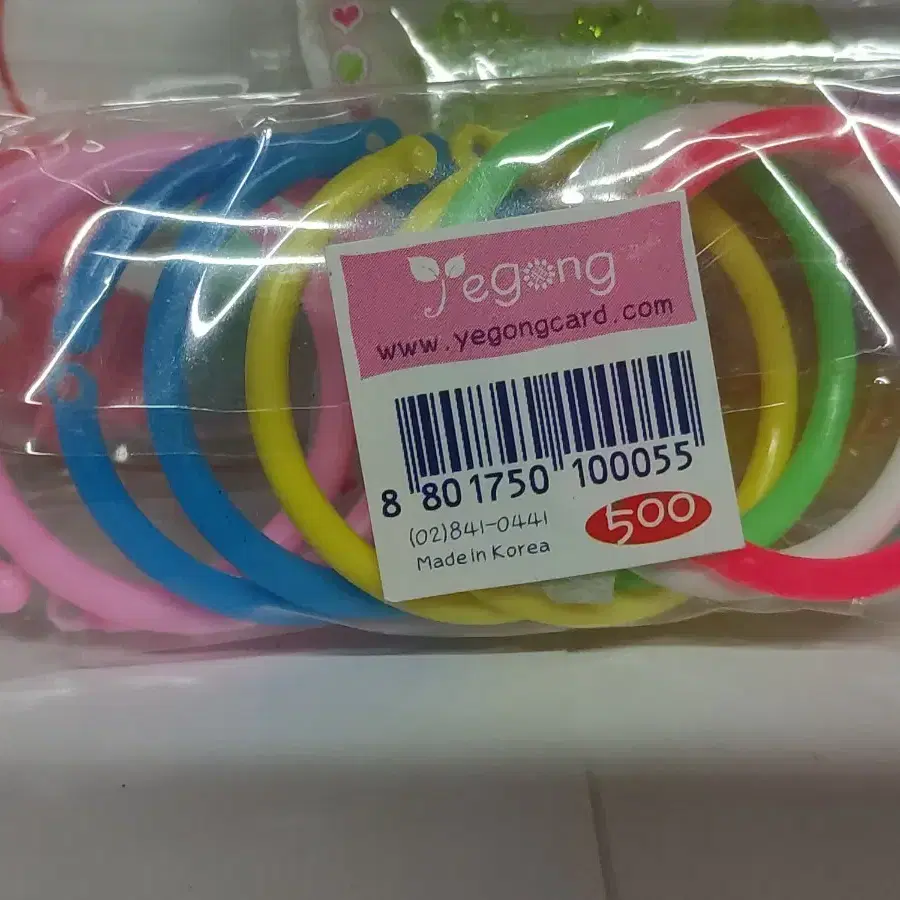 yegong
www.yegongcard.com
8 801750 100055
(02)841-0441
Made in Korea
500